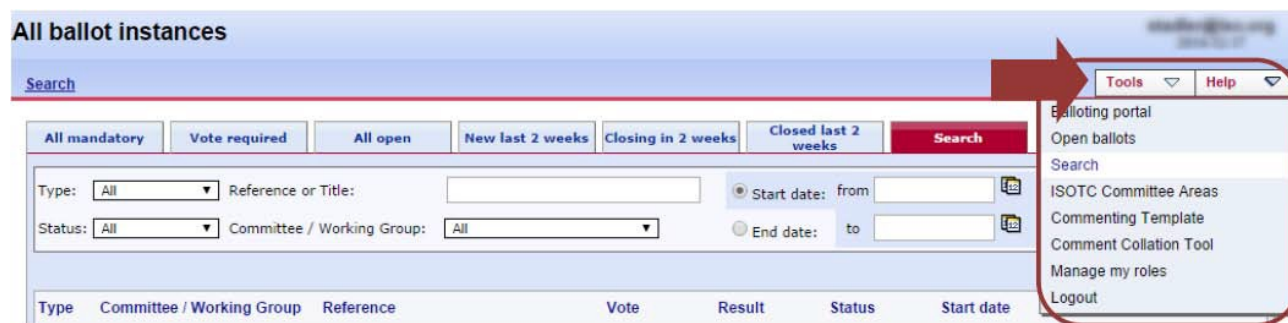 All ballot instances
Search
Tools Help
Balloting portal
Open ballots
Search
ISOTC Committee Areas
Commenting Template
Comment Collation Tool
Manage my roles
Logout
All mandatory Vote required All open New last 2 weeks Closing in 2 weeks Closed last 2 weeks Search
Type: All Reference or Title: Start date: from
Status: All Committee / Working Group: All End date: to
Type Committee / Working Group Reference Vote Result Status Start date